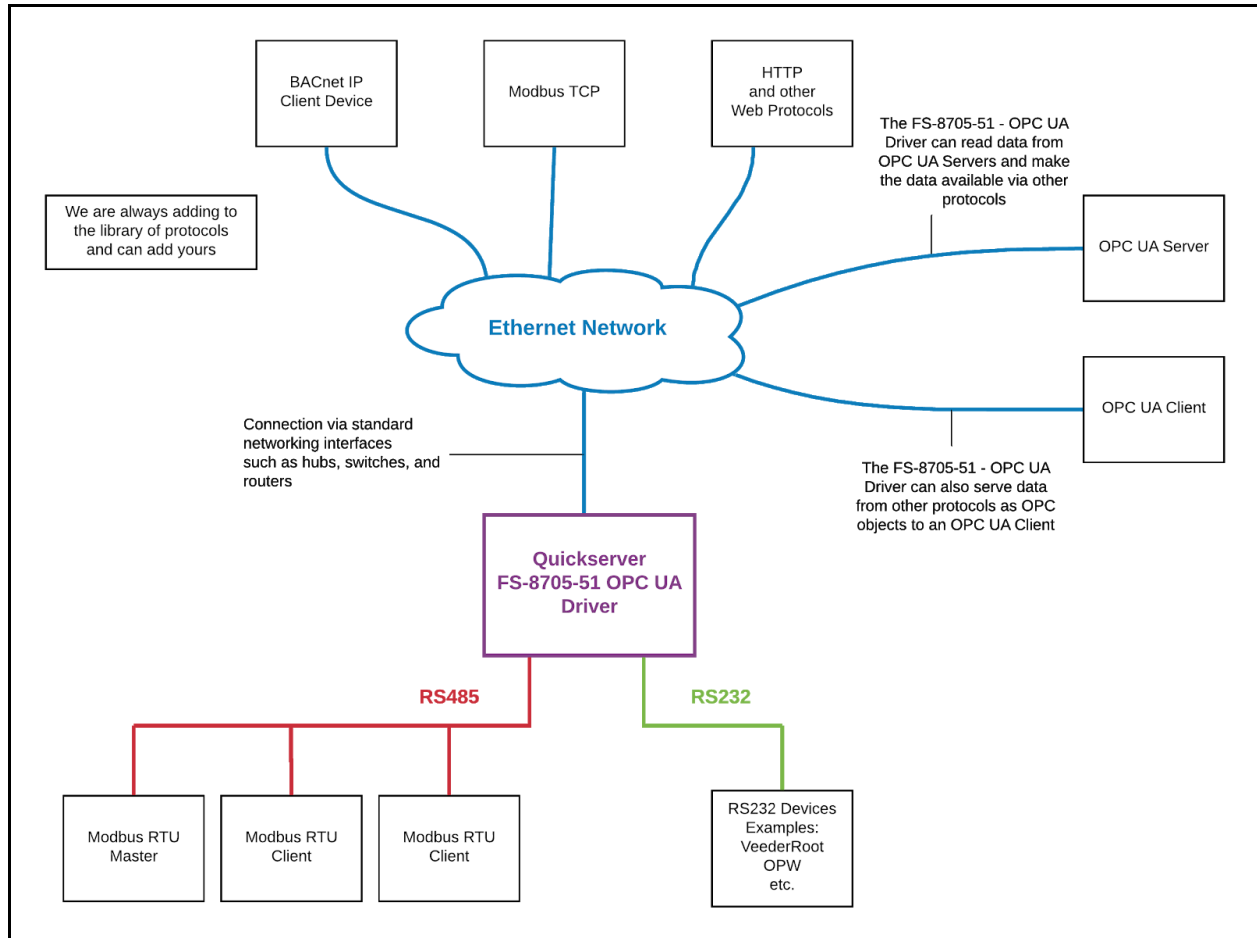 BACnet IP
Client Device
Modbus TCP
HTTP
and other
Web Protocols
The FS-8705-51 - OPC UA
Driver can read data from
OPC UA Servers and make
the data available via other
protocols
We are always adding to
the library of protocols
and can add yours
OPC UA Server
Ethernet Network
OPC UA Client
Connection via standard
networking interfaces
such as hubs, switches, and
routers
The FS-8705-51 - OPC UA
Driver can also serve data
from other protocols as OPC
objects to an OPC UA Client
Quickserver
FS-8705-51 OPC UA
Driver
RS485
RS232
Modbus RTU
Master
Modbus RTU
Client
Modbus RTU
Client
RS232 Devices
Examples:
VeederRoot
OPW
etc.